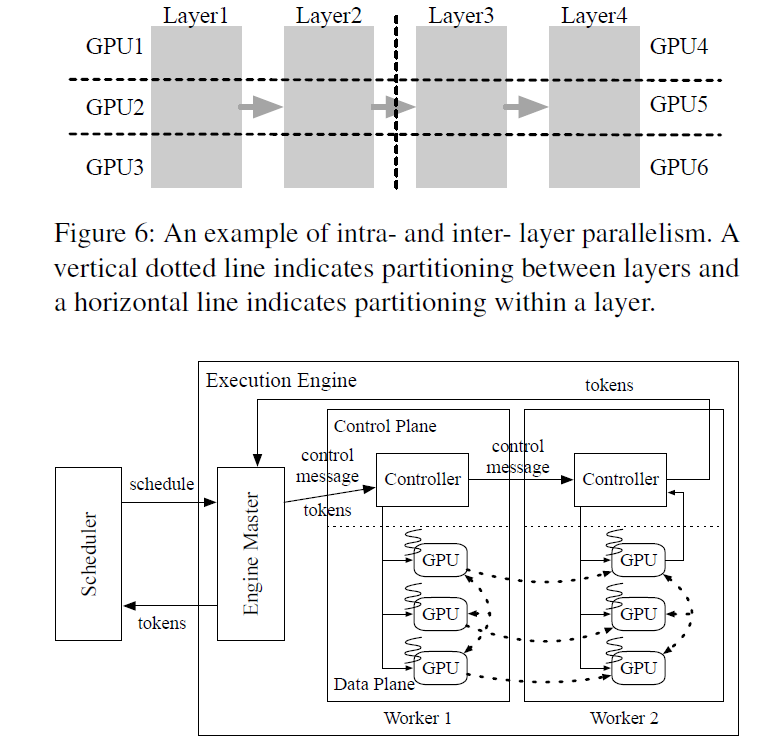 Layer1 Layer2 Layer3 Layer4
GPU1 GPU4
GPU2 GPU5
GPU3 GPU6
Figure 6: An example of intra- and inter- layer parallelism. A
vertical dotted line indicates partitioning between layers and
a horizontal line indicates partitioning within a layer.
Execution Engine
tokens
Control Plane
Scheduler
schedule
tokens
Engine Master
control
message
tokens
Controller
control
message
Controller
GPU GPU
GPU GPU
GPU GPU
Data Plane
Worker 1 Worker 2